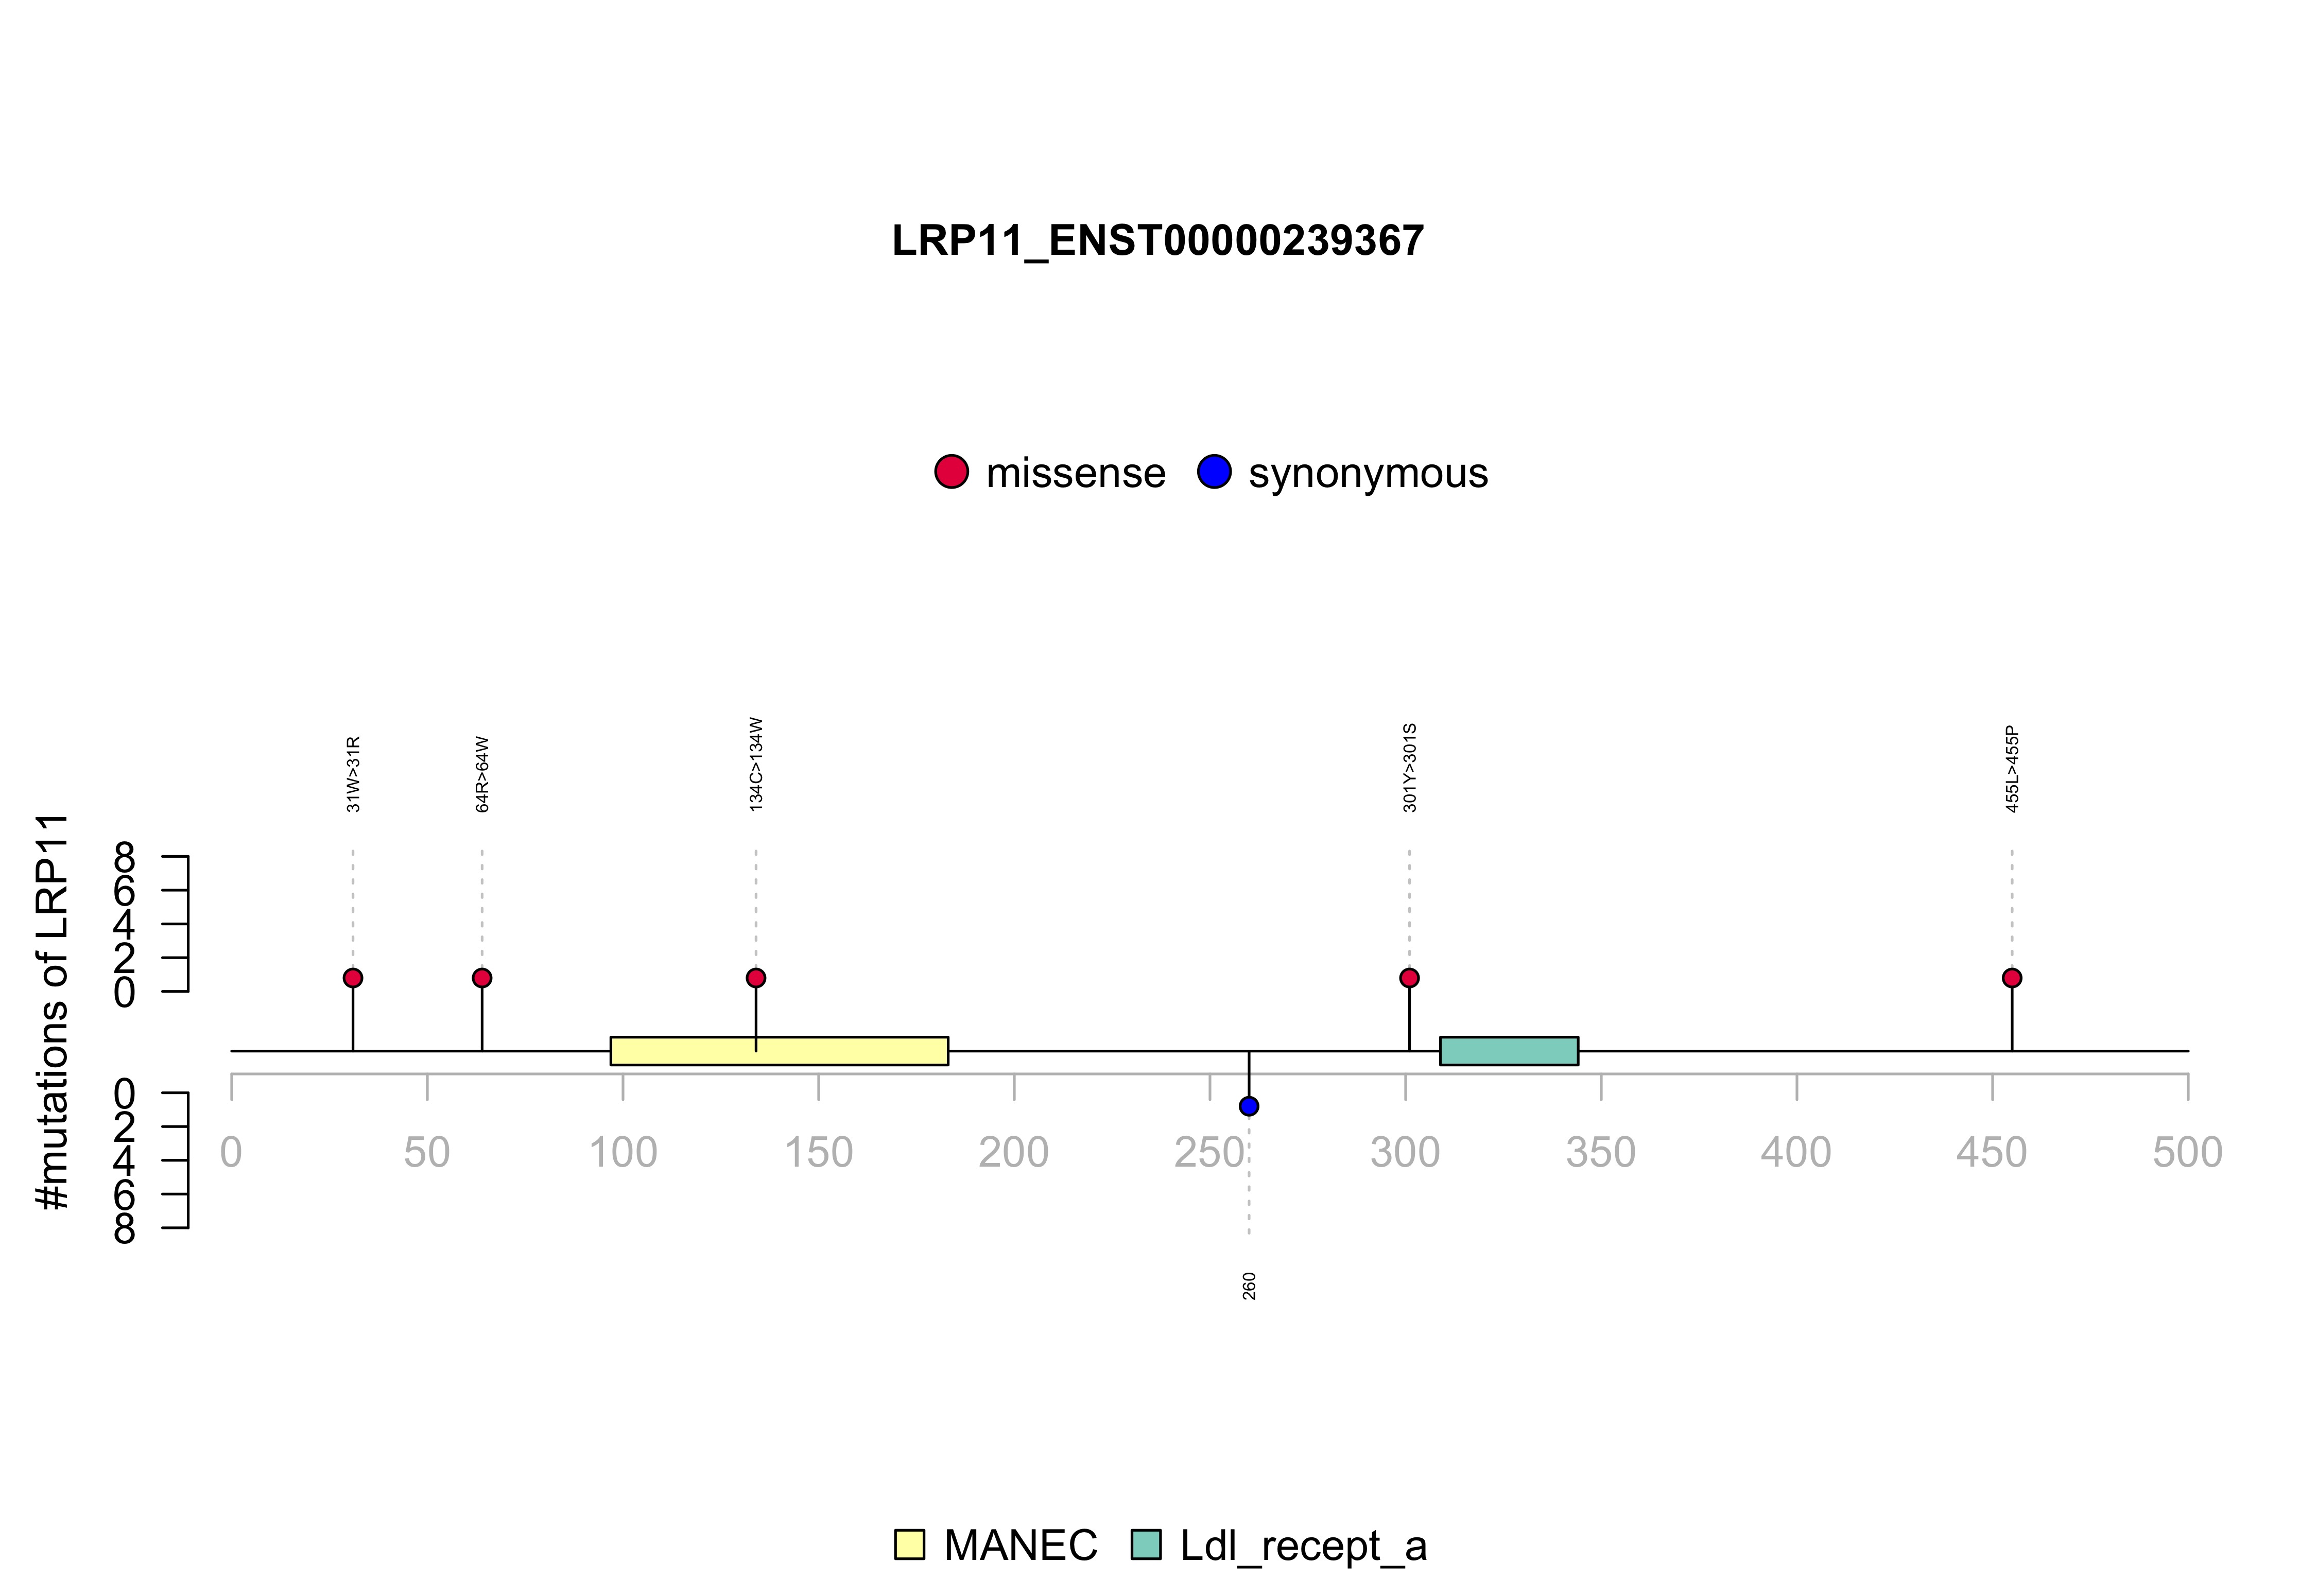 LRP11_ENST00000239367
missense synonymous
31W>31R
64R>64W
134C>134W
301Y>301S
455L>455P
#mutations of LRP11
8
6
4
2
0
0
2
4
6
8
0 50 100 150 200 250 300 350 400 450 500
260
MANEC Ldl_recept_a